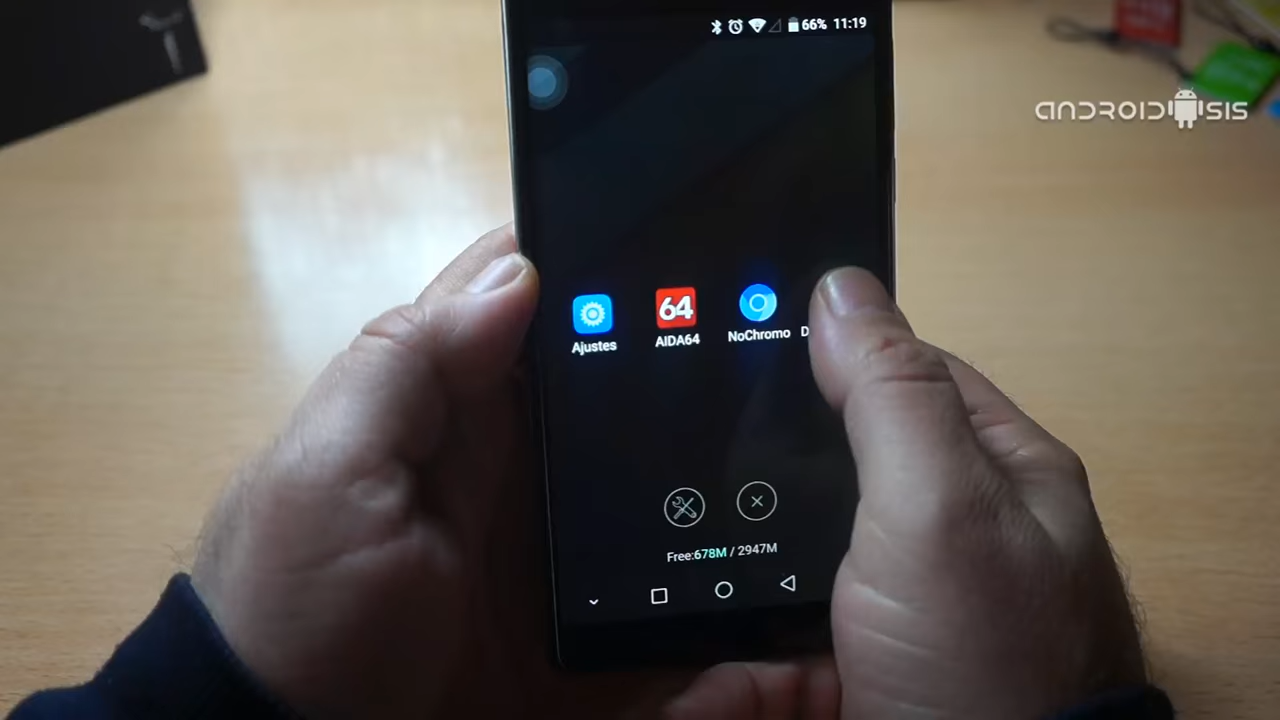 66% 11:19
ANDROIDSIS
64
Ajustes
AIDA64
NoChromo
D
Free:678M / 2947M